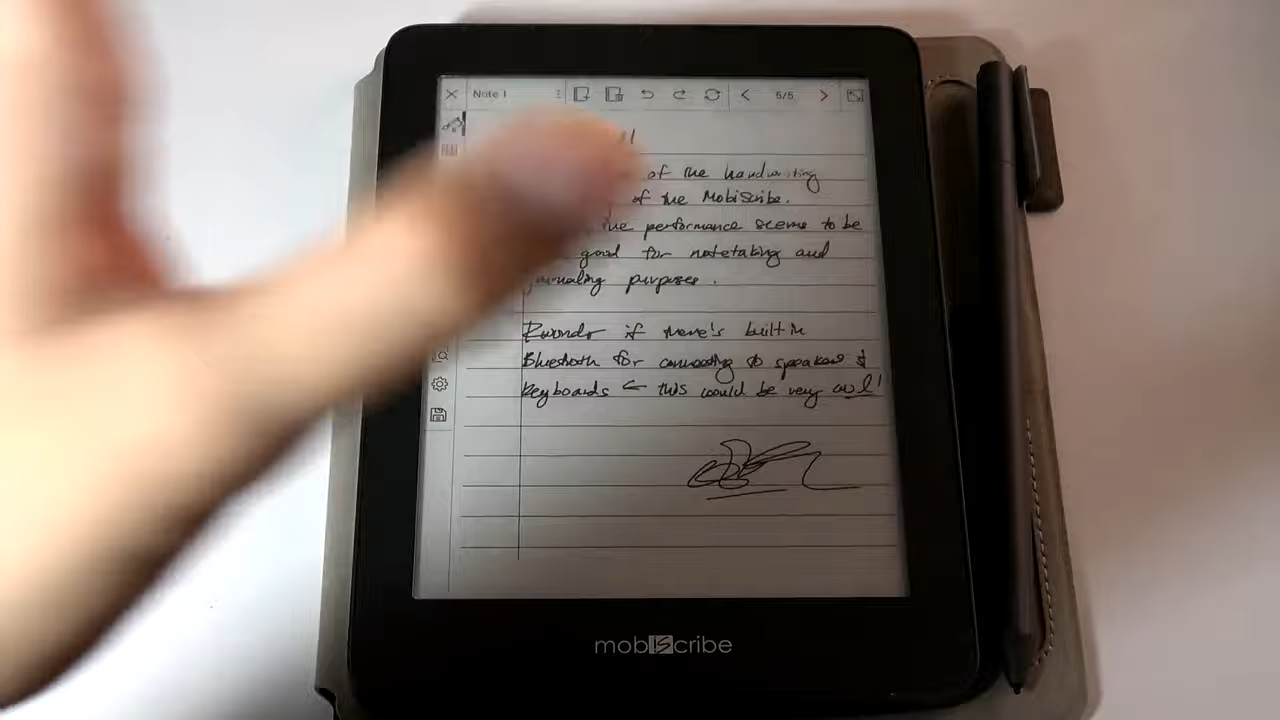 Note 1
5/5
of the handwriting
of the MobiScribe.
the performance seems to be
good for notetaking and
journaling purposes.
if there's built in
Bluetooth for connecting to speakers &
keyboards ← this would be very cool!
mobiscribe